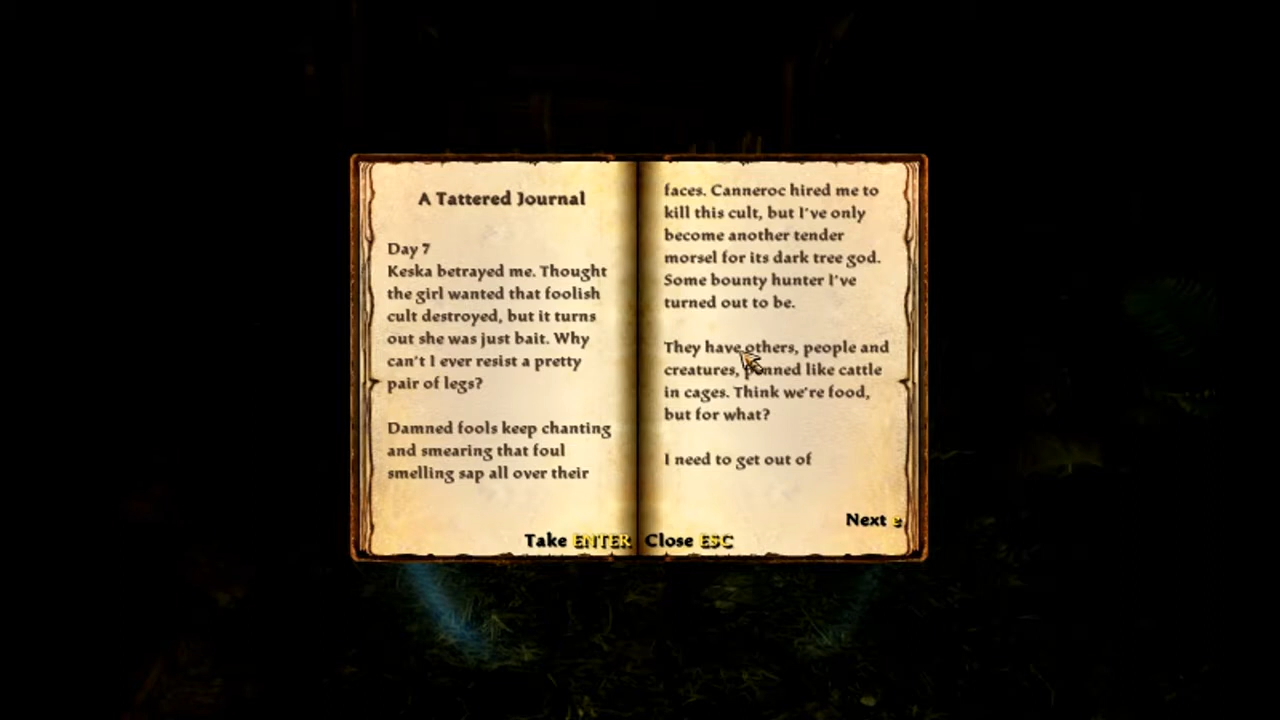 A Tattered Journal
Day 7
Keska betrayed me. Thought
the girl wanted that foolish
cult destroyed, but it turns
out she was just bait. Why
can't I ever resist a pretty
pair of legs?
Damned fools keep chanting
and smearing that foul
smelling sap all over their
faces. Canneroc hired me to
kill this cult, but I've only
become another tender
morsel for its dark tree god.
Some bounty hunter I've
turned out to be.
They have others, people and
creatures, penned like cattle
in cages. Think we're food,
but for what?
I need to get out of
Next e
Take ENTER Close ESC